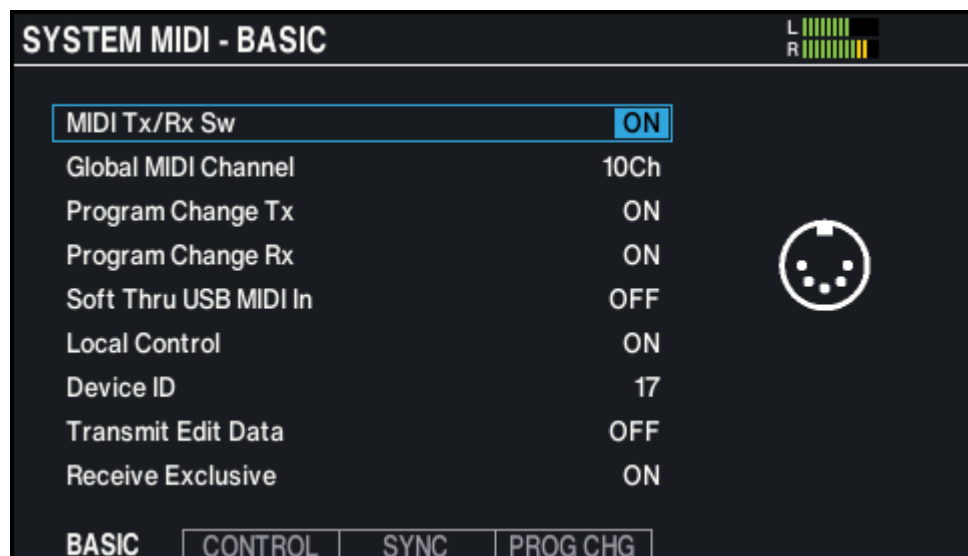 SYSTEM MIDI - BASIC
L
R
MIDI Tx/Rx Sw ON
Global MIDI Channel 10Ch
Program Change Tx ON
Program Change Rx ON
Soft Thru USB MIDI In OFF
Local Control ON
Device ID 17
Transmit Edit Data OFF
Receive Exclusive ON
BASIC CONTROL SYNC PROG CHG